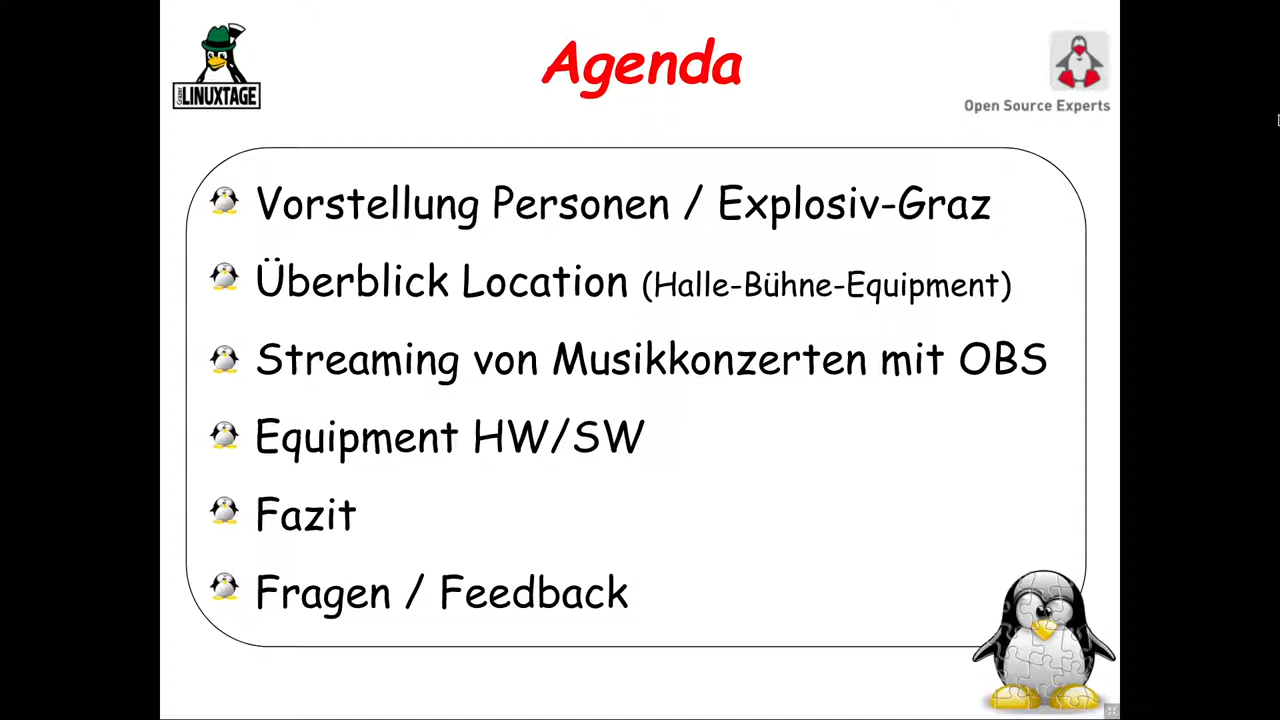 Agenda
Grazer
LINUXTAGE
Open Source Experts
Vorstellung Personen / Explosiv-Graz
Überblick Location (Halle-Bühne-Equipment)
Streaming von Musikkonzerten mit OBS
Equipment HW/SW
Fazit
Fragen / Feedback